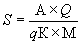 S = A×Q / qK×M